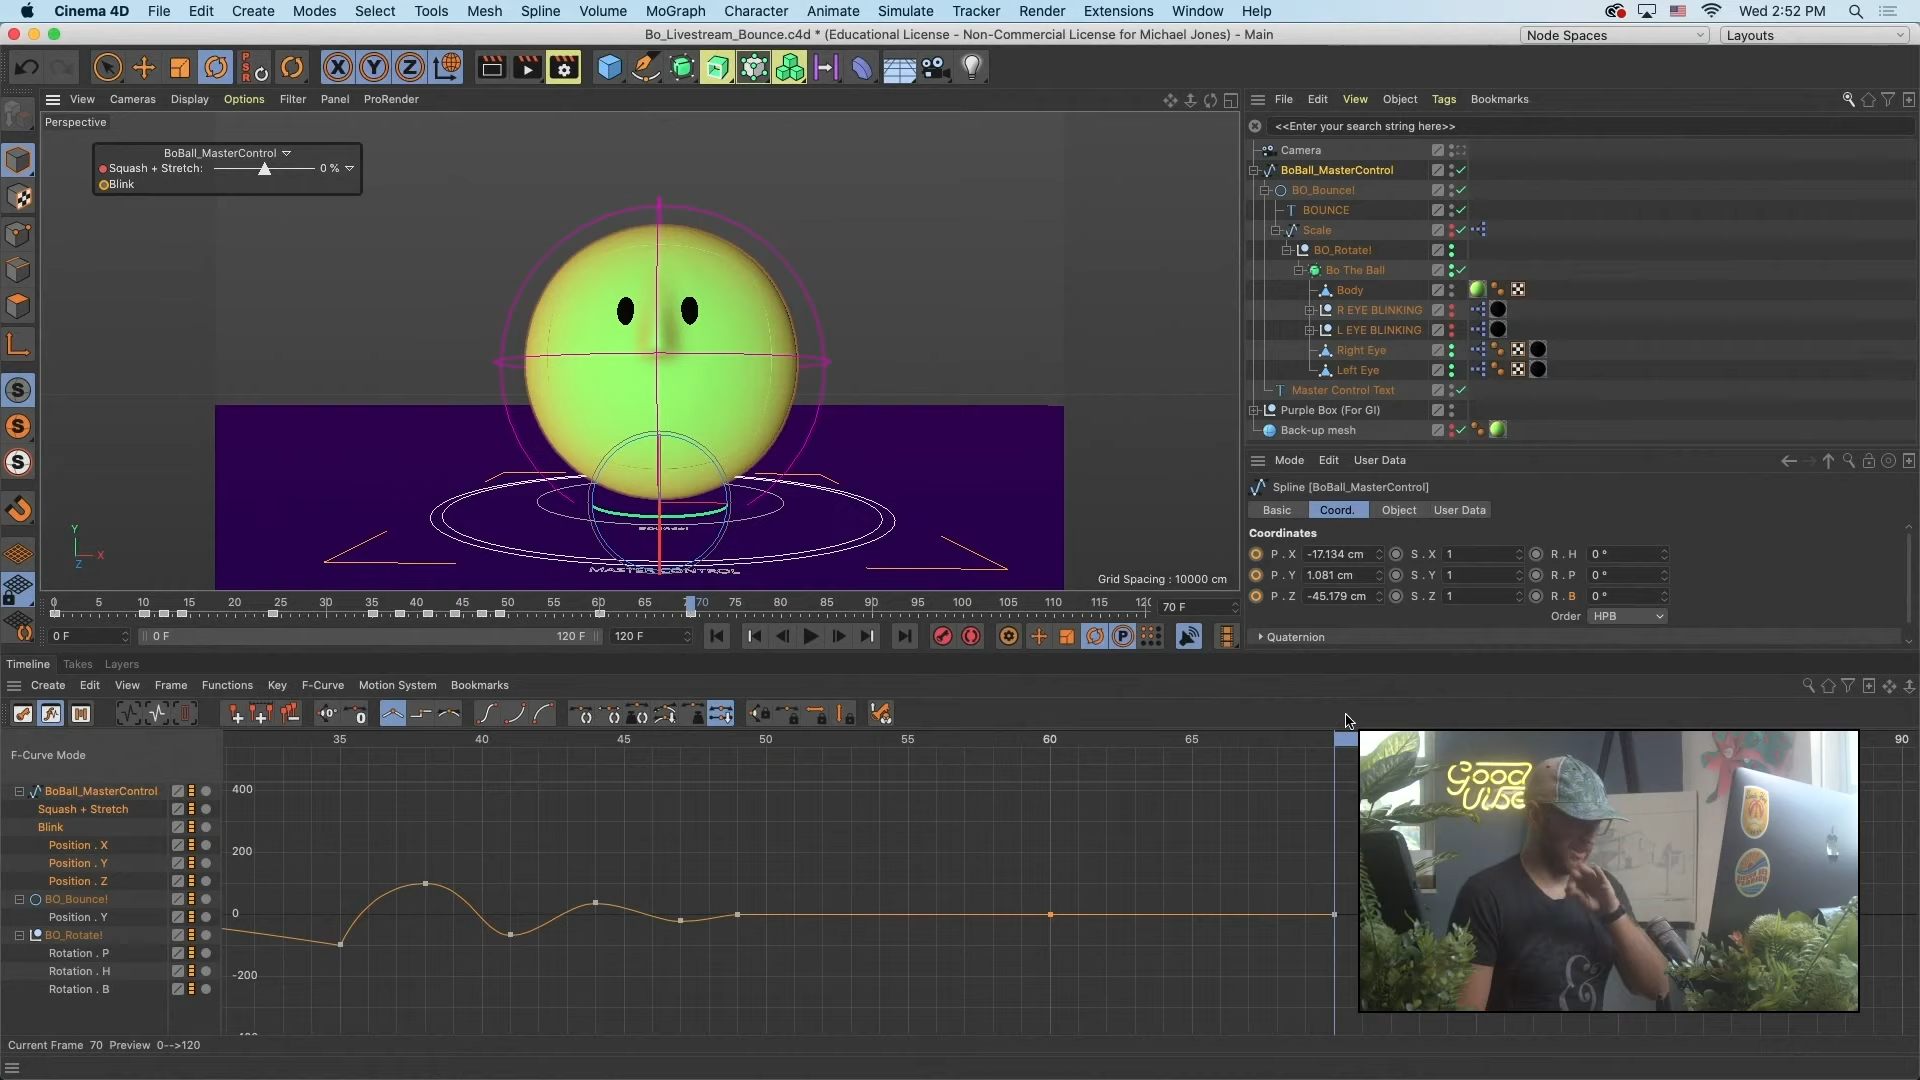 Cinema 4D File Edit Create Modes Select Tools Mesh Spline Volume MoGraph Character Animate Simulate Tracker Render Extensions Window Help Wed 2:52 PM
Bo_Livestream_Bounce.c4d * (Educational License - Non-Commercial License for Michael Jones) - Main
Node Spaces Layouts
PSR X Y Z
View Cameras Display Options Filter Panel ProRender
File Edit View Object Tags Bookmarks
Perspective
<<Enter your search string here>>
BoBall_MasterControl
Squash + Stretch: 0 %
Blink
Camera
BoBall_MasterControl
BO_Bounce!
BOUNCE
Scale
BO_Rotate!
Bo The Ball
Body
R EYE BLINKING
L EYE BLINKING
Right Eye
Left Eye
Master Control Text
Purple Box (For GI)
Back-up mesh
S
S
S
Y
X
Z
MASTER CONTROL
Grid Spacing : 10000 cm
Mode Edit User Data
Spline [BoBall_MasterControl]
Basic Coord. Object User Data
Coordinates
P . X -17.134 cm S . X 1 R . H 0 °
P . Y 1.081 cm S . Y 1 R . P 0 °
P . Z -45.179 cm S . Z 1 R . B 0 °
Order HPB
Quaternion
0 5 10 15 20 25 30 35 40 45 50 55 60 65 70 75 80 85 90 95 100 105 110 115 120 70 F
0 F 0 F 120 F 120 F P
Timeline Takes Layers
Create Edit View Frame Functions Key F-Curve Motion System Bookmarks
F-Curve Mode
35 40 45 50 55 60 65 90
BoBall_MasterControl
Squash + Stretch
Blink
Position . X
Position . Y
Position . Z
BO_Bounce!
Position . Y
BO_Rotate!
Rotation . P
Rotation . H
Rotation . B
400
200
0
-200
Good
Vibe
Current Frame 70 Preview 0-->120